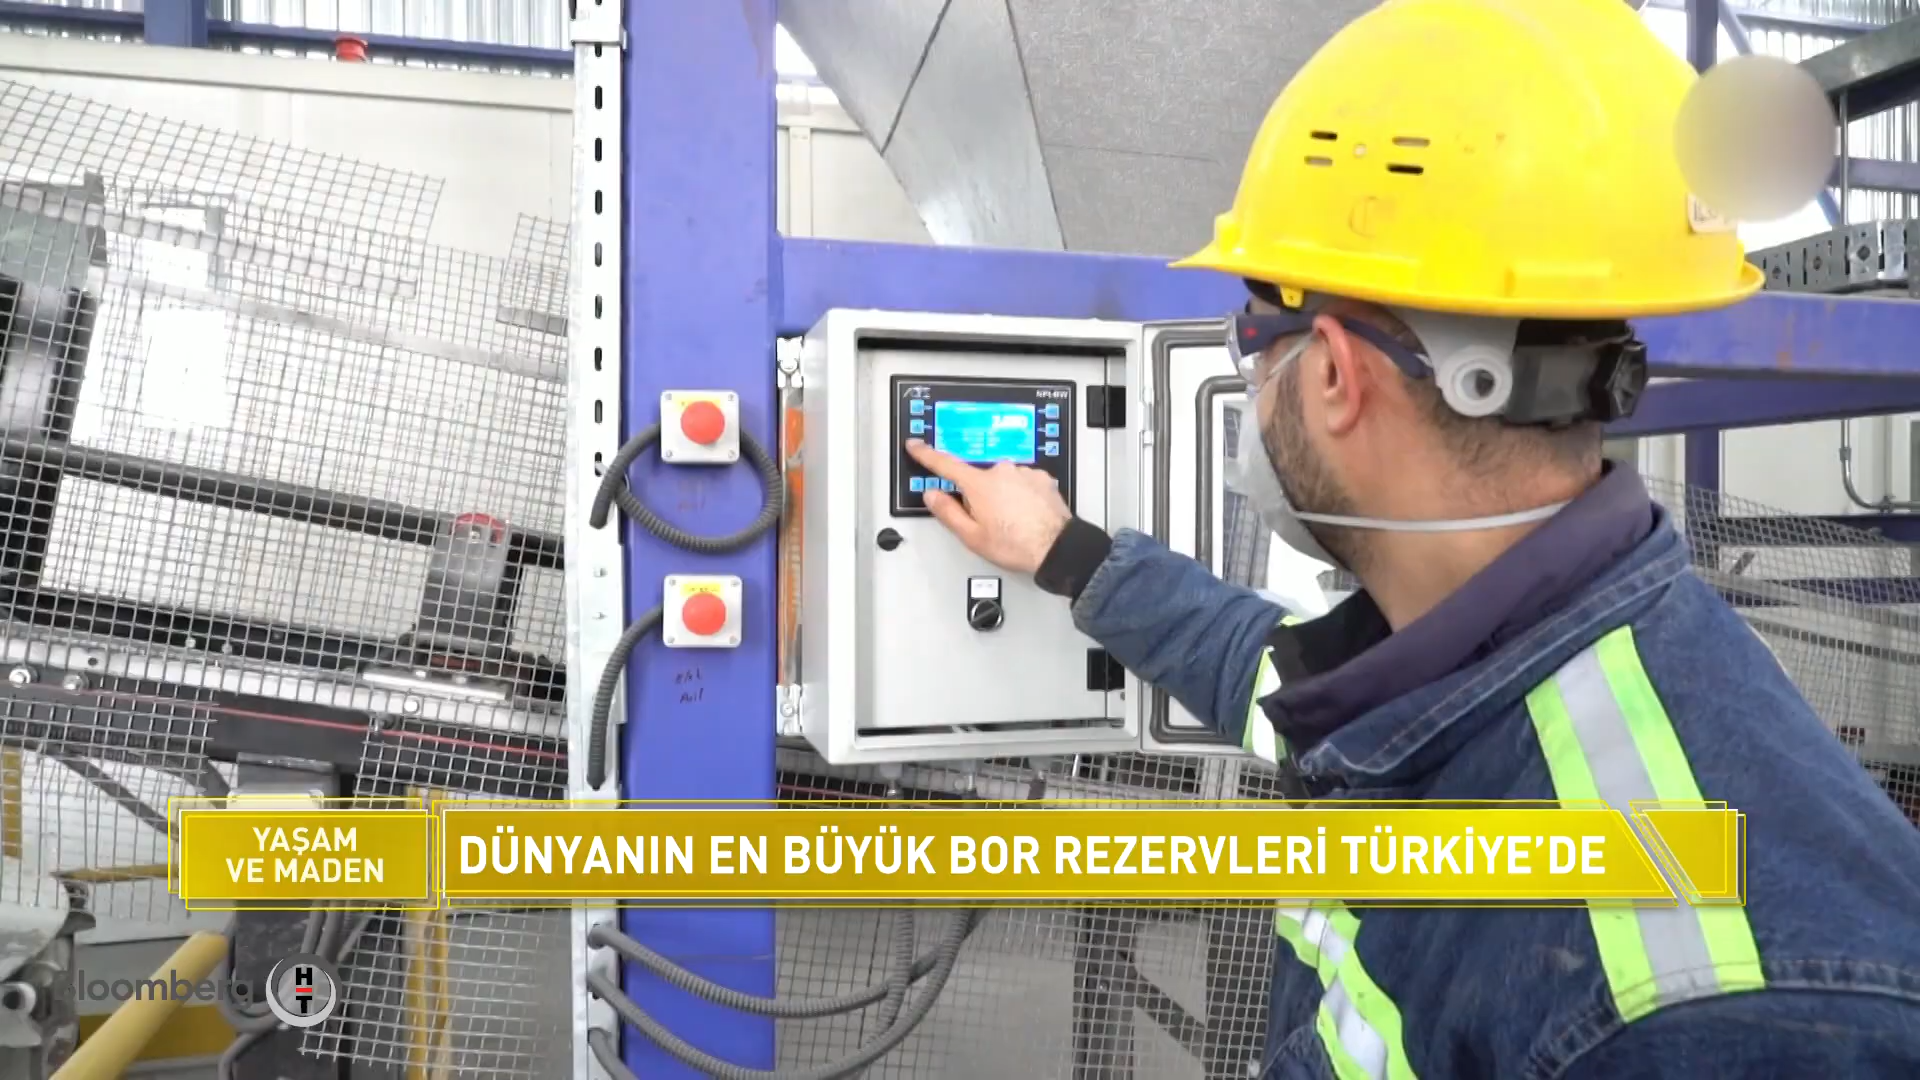 YAŞAM
VE MADEN
DÜNYANIN EN BÜYÜK BOR REZERVLERİ TÜRKİYE'DE
Bloomberg HT